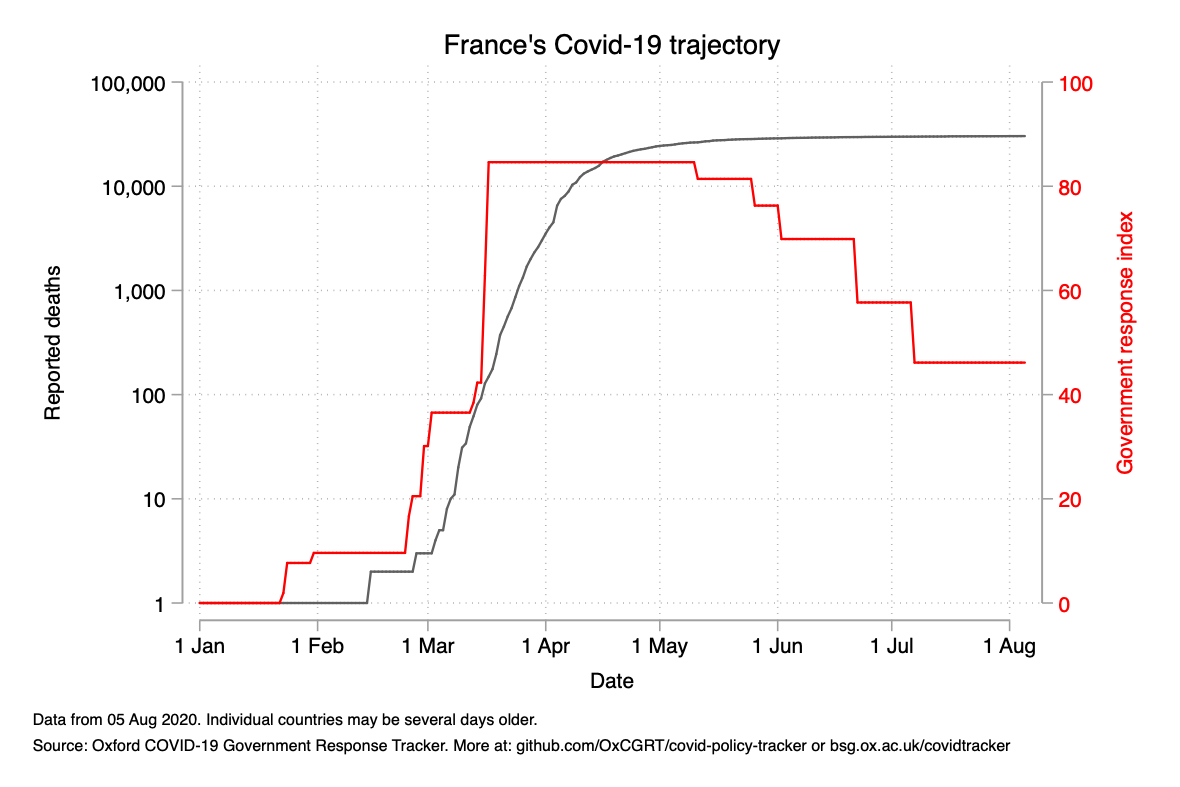 France's Covid-19 trajectory
100,000
10,000
1,000
100
10
1
Reported deaths
100
80
60
40
20
0
Government response index
1 Jan 1 Feb 1 Mar 1 Apr 1 May 1 Jun 1 Jul 1 Aug
Date
Data from 05 Aug 2020. Individual countries may be several days older.
Source: Oxford COVID-19 Government Response Tracker. More at: github.com/OxCGRT/covid-policy-tracker or bsg.ox.ac.uk/covidtracker